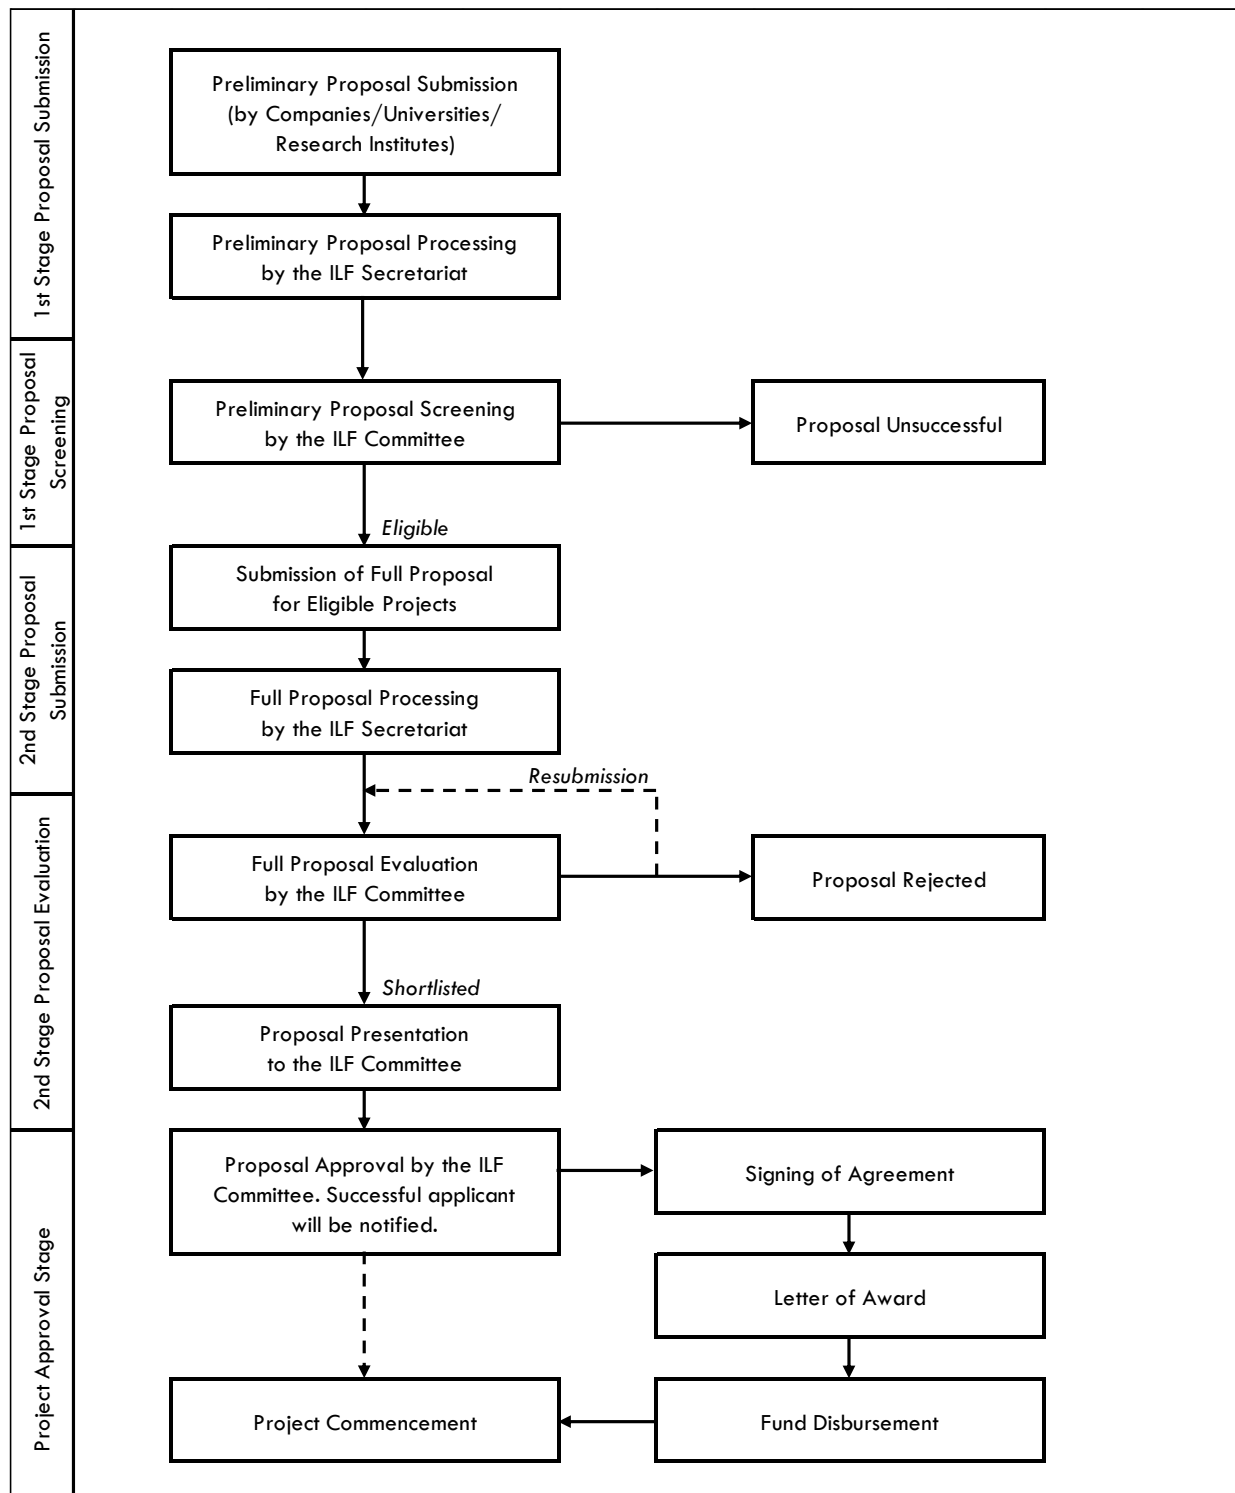 1st Stage Proposal Submission
Preliminary Proposal Submission
(by Companies/Universities/
Research Institutes)
Preliminary Proposal Processing
by the ILF Secretariat
1st Stage Proposal
Screening
Preliminary Proposal Screening
by the ILF Committee
Proposal Unsuccessful
Eligible
2nd Stage Proposal
Submission
Submission of Full Proposal
for Eligible Projects
Full Proposal Processing
by the ILF Secretariat
Resubmission
2nd Stage Proposal Evaluation
Full Proposal Evaluation
by the ILF Committee
Proposal Rejected
Shortlisted
Proposal Presentation
to the ILF Committee
Project Approval Stage
Proposal Approval by the ILF
Committee. Successful applicant
will be notified.
Signing of Agreement
Letter of Award
Project Commencement
Fund Disbursement